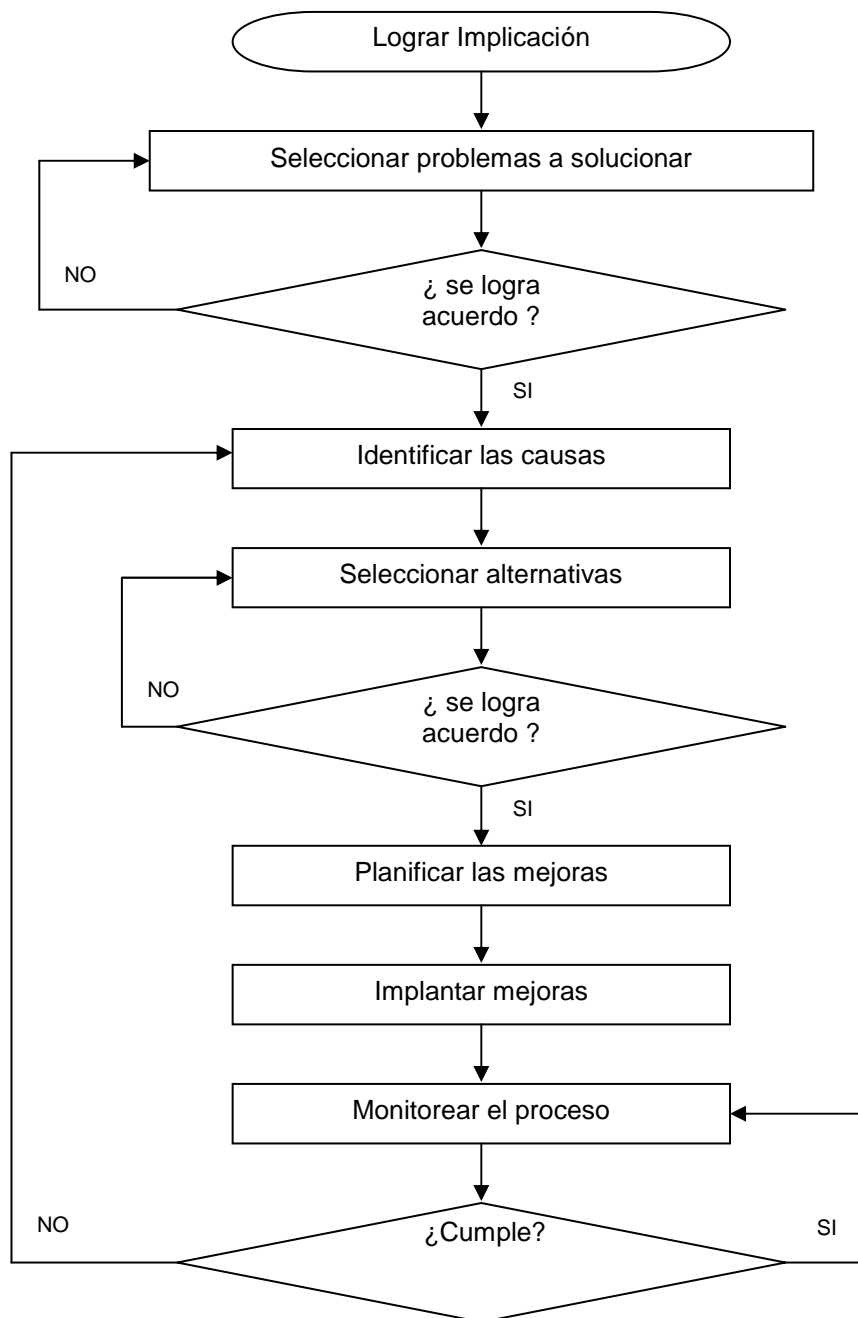 Lograr Implicación
Seleccionar problemas a solucionar
NO
¿ se logra
acuerdo ?
SI
Identificar las causas
Seleccionar alternativas
NO
¿ se logra
acuerdo ?
SI
Planificar las mejoras
Implantar mejoras
Monitorear el proceso
NO
¿Cumple?
SI